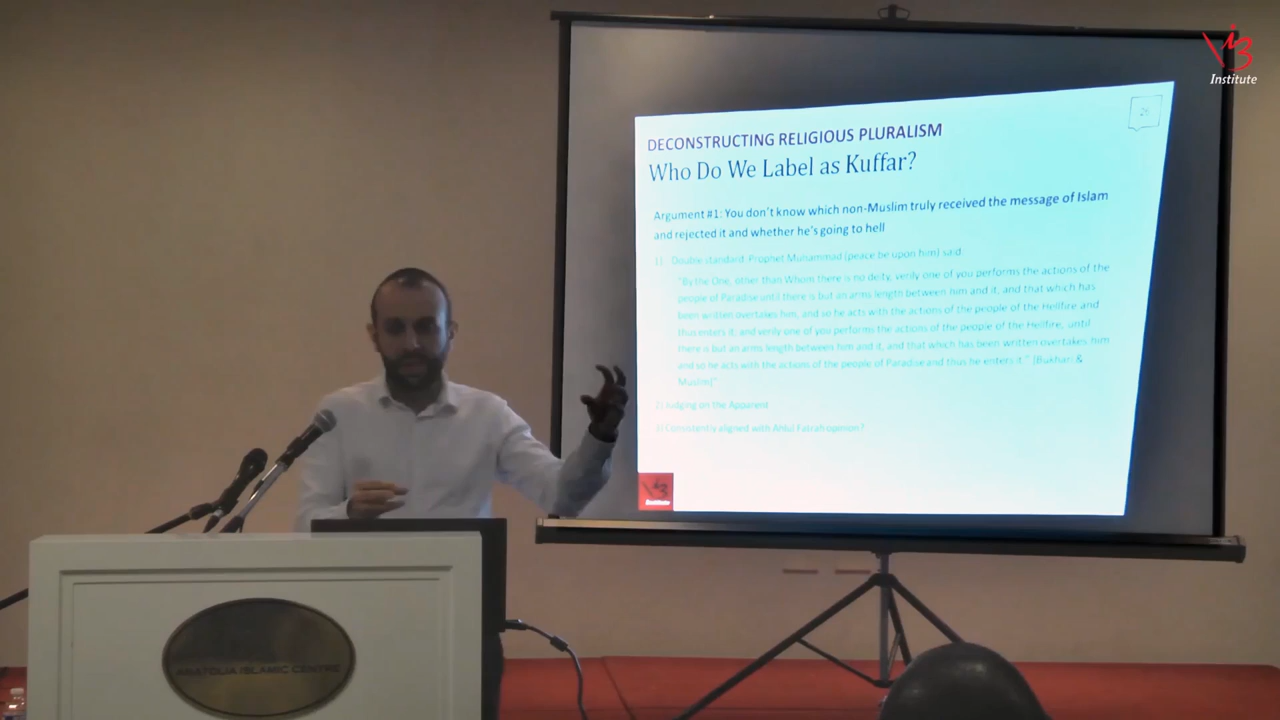 i3
Institute
26
DECONSTRUCTING RELIGIOUS PLURALISM
Who Do We Label as Kuffar?
Argument #1: You don't know which non-Muslim truly received the message of Islam
and rejected it and whether he's going to hell
1) Double standard. Prophet Muhammad (peace be upon him) said:
"By the One, other than Whom there is no deity, verily one of you performs the actions of the
people of Paradise until there is but an arms length between him and it, and that which has
been written overtakes him, and so he acts with the actions of the people of the Hellfire and
thus enters it; and verily one of you performs the actions of the people of the Hellfire, until
there is but an arms length between him and it, and that which has been written overtakes him
and so he acts with the actions of the people of Paradise and thus he enters it." [Bukhari &
Muslim]"
2) Judging on the Apparent
3) Consistently aligned with Ahlul Fatrah opinion?
i3
Institute
ANATOLIA ISLAMIC CENTRE